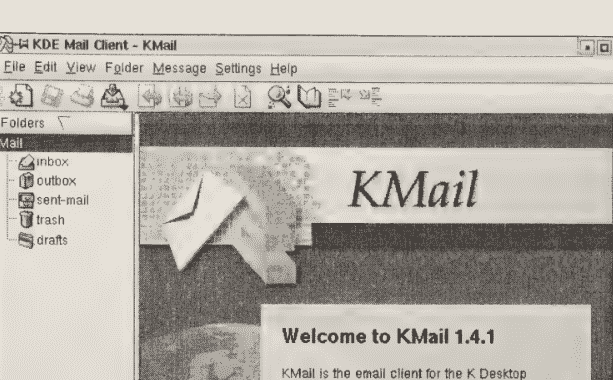 KDE Mail Client - KMail
File Edit View Folder Message Settings Help
Folders
Mail
inbox
outbox
sent-mail
trash
drafts
KMail
Welcome to KMail 1.4.1
KMail is the email client for the K Desktop